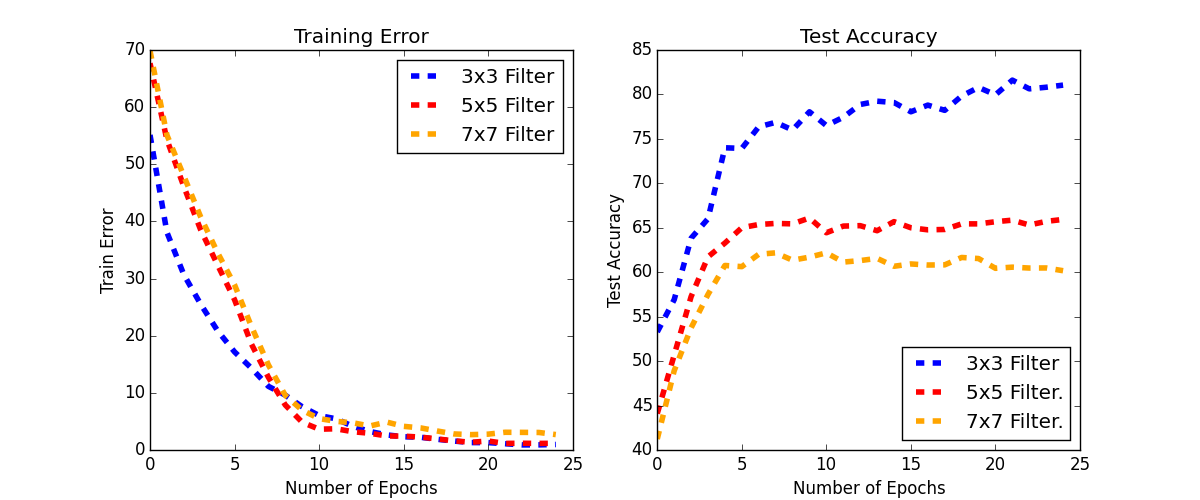 Training Error
70
60
50
40
30
20
10
0
0 5 10 15 20 25
Train Error
Number of Epochs
3x3 Filter
5x5 Filter
7x7 Filter
Test Accuracy
85
80
75
70
65
60
55
50
45
40
0 5 10 15 20 25
Test Accuracy
Number of Epochs
3x3 Filter
5x5 Filter.
7x7 Filter.